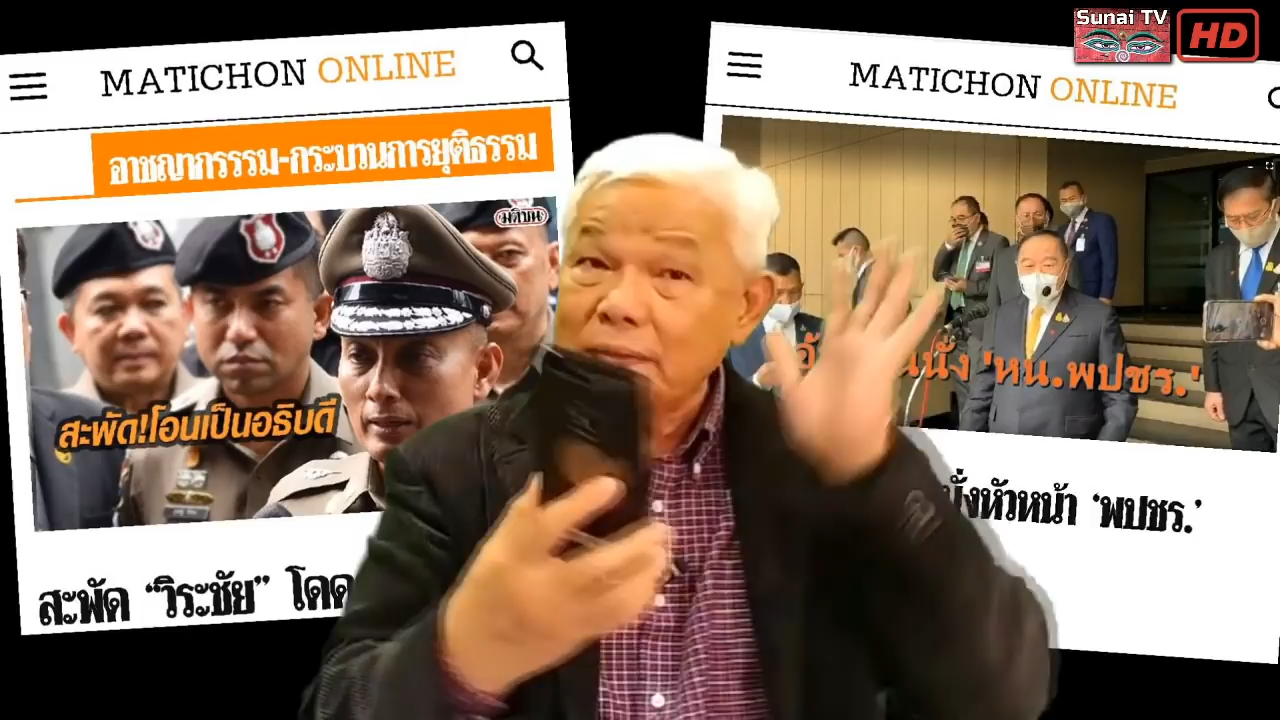 Sunai TV HD
MATICHON ONLINE
อาชญากรรรม-กระบวนการยุติธรรม
มติชน
สะพัด!โอนเป็นอธิบดี
สะพัด “วิระชัย” โดด
MATICHON ONLINE
นั่ง 'หน.พปชร.'
นั่งหัวหน้า ‘พปชร.’